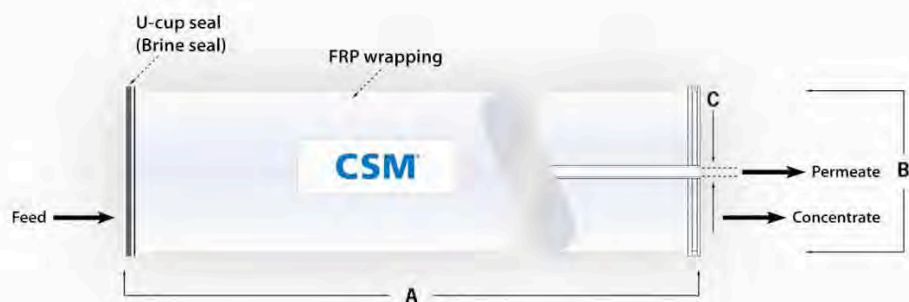 U-cup seal
(Brine seal)
FRP wrapping
C
CSM
Permeate
B
Feed
Concentrate
A